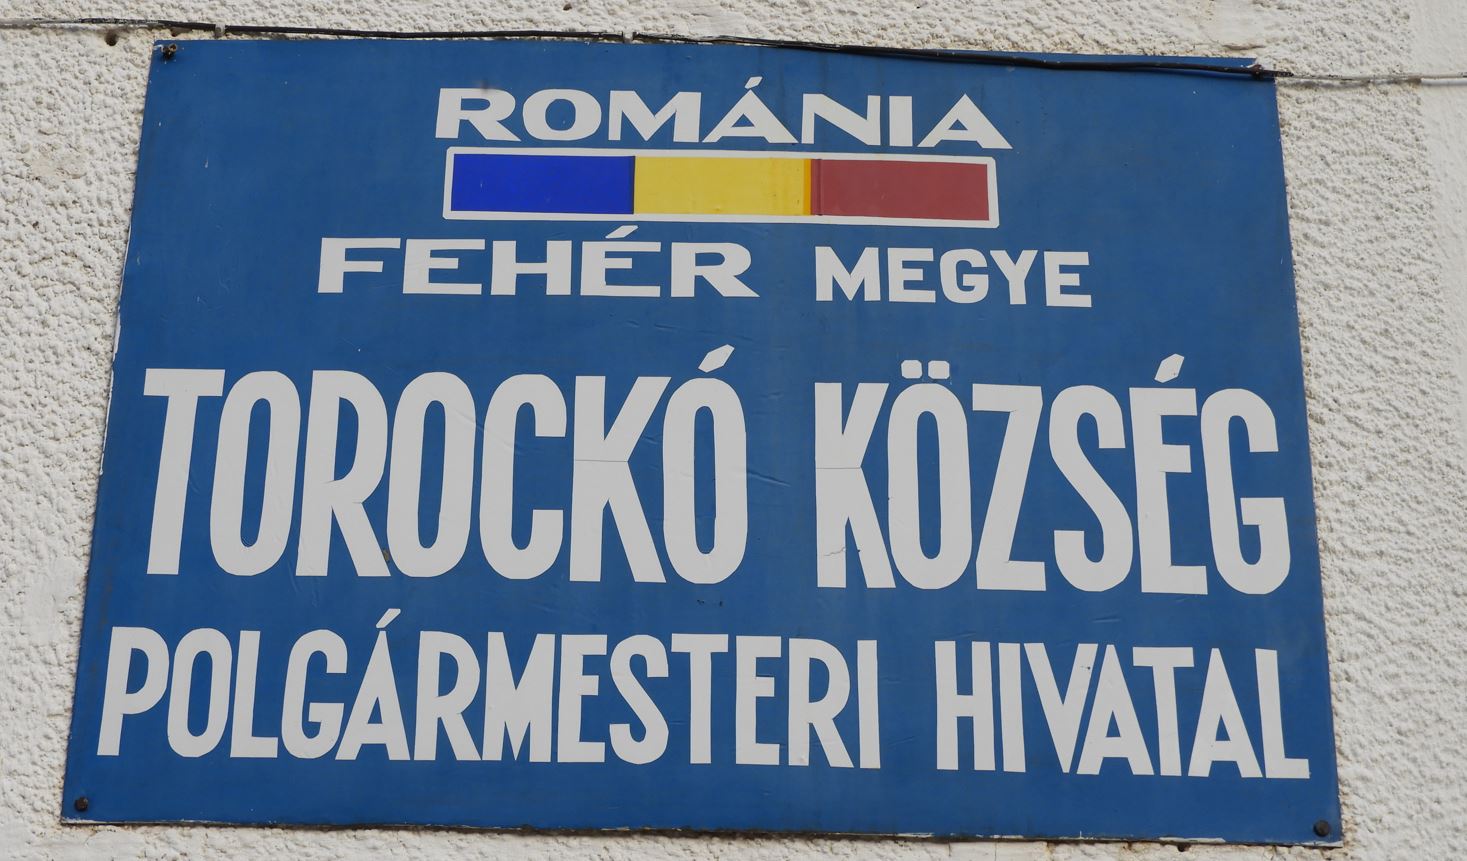 ROMÁNIA
FEHÉR MEGYE
TOROCKÓ KÖZSÉG
POLGÁRMESTERI HIVATAL